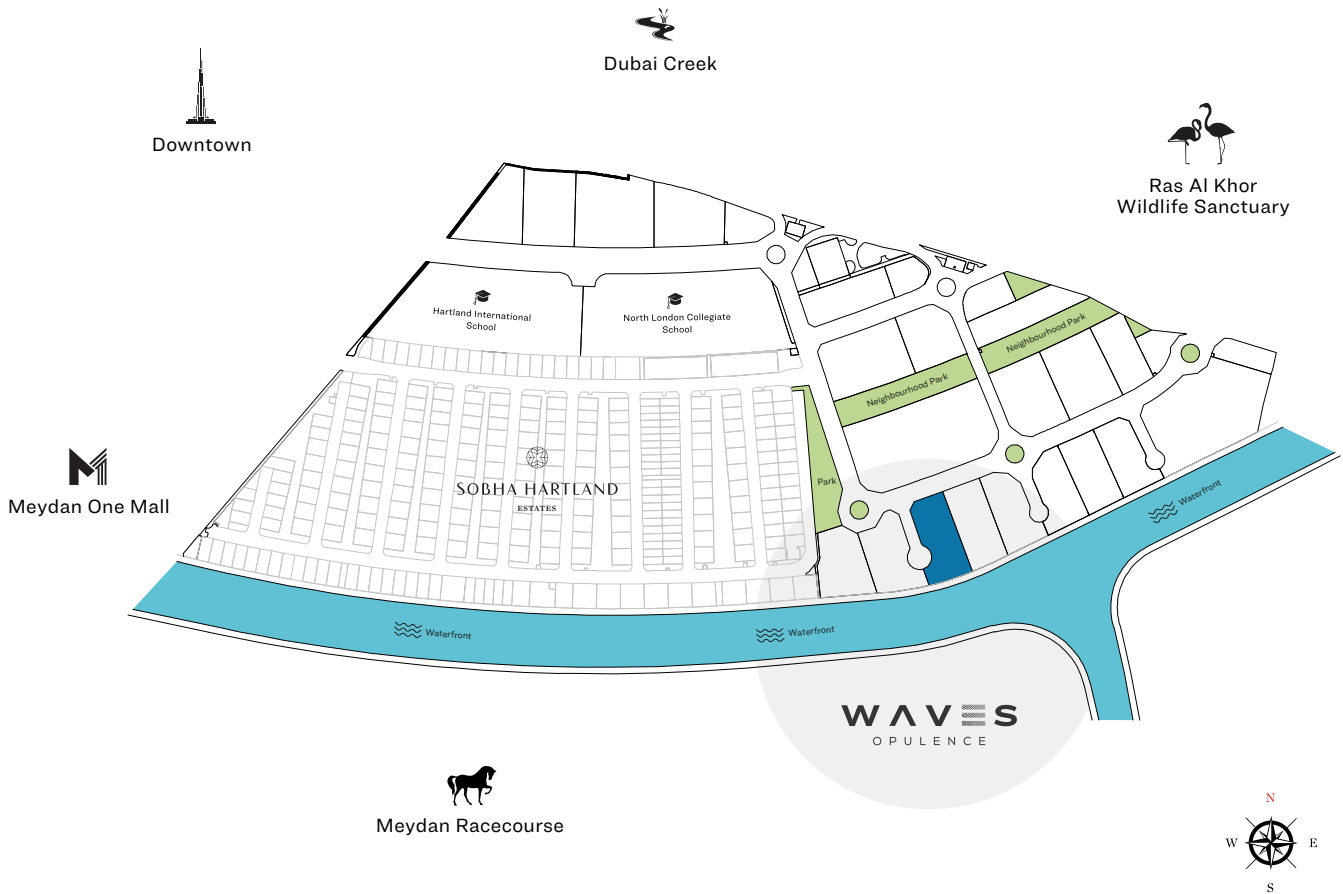 Dubai Creek
Downtown
Ras Al Khor
Wildlife Sanctuary
Hartland International
School
North London Collegiate
School
Neighbourhood Park
Neighbourhood Park
Meydan One Mall
SOBHA HARTLAND
ESTATES
Park
Waterfront
Waterfront
Waterfront
WAVES
OPULENCE
Meydan Racecourse
N
W
E
S